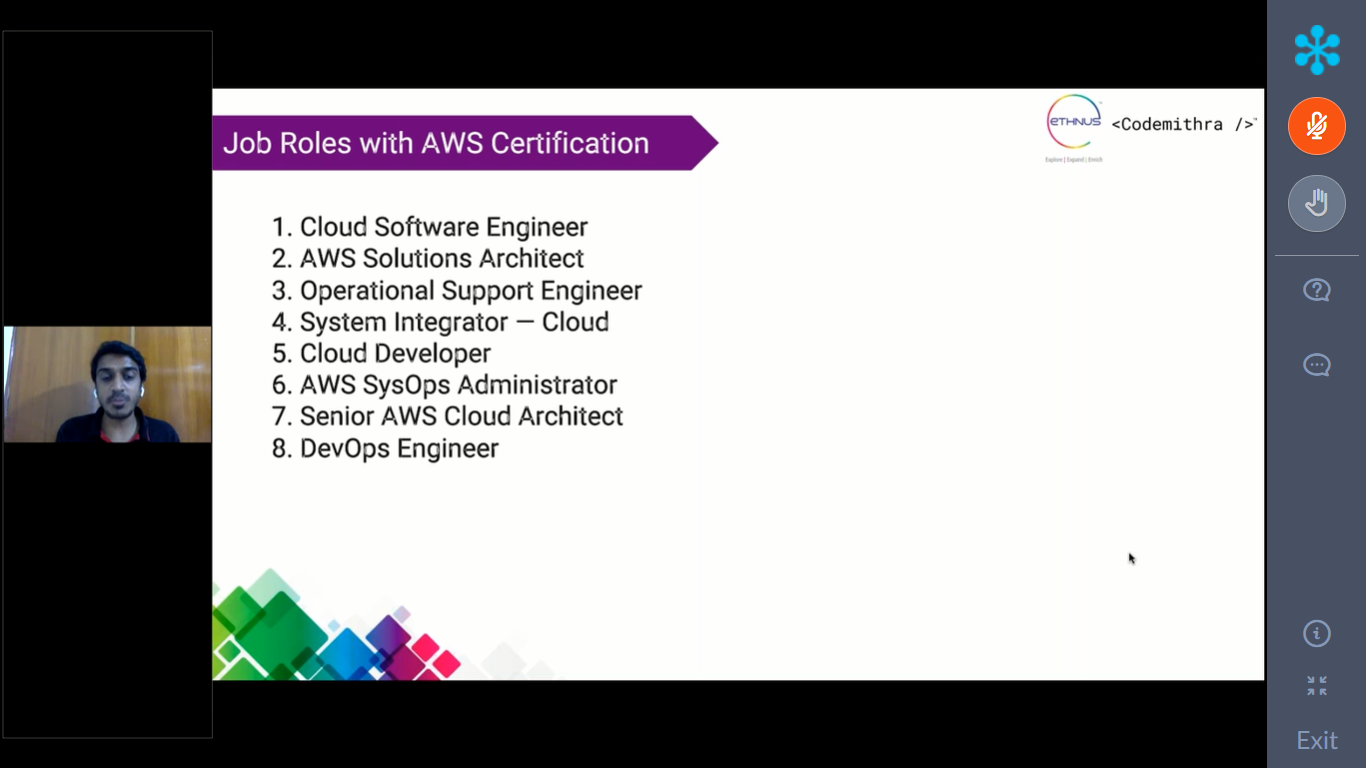 Job Roles with AWS Certification
ETHNUS
Explore | Expand | Enrich
<Codemithra />™
1. Cloud Software Engineer
2. AWS Solutions Architect
3. Operational Support Engineer
4. System Integrator — Cloud
5. Cloud Developer
6. AWS SysOps Administrator
7. Senior AWS Cloud Architect
8. DevOps Engineer
Exit